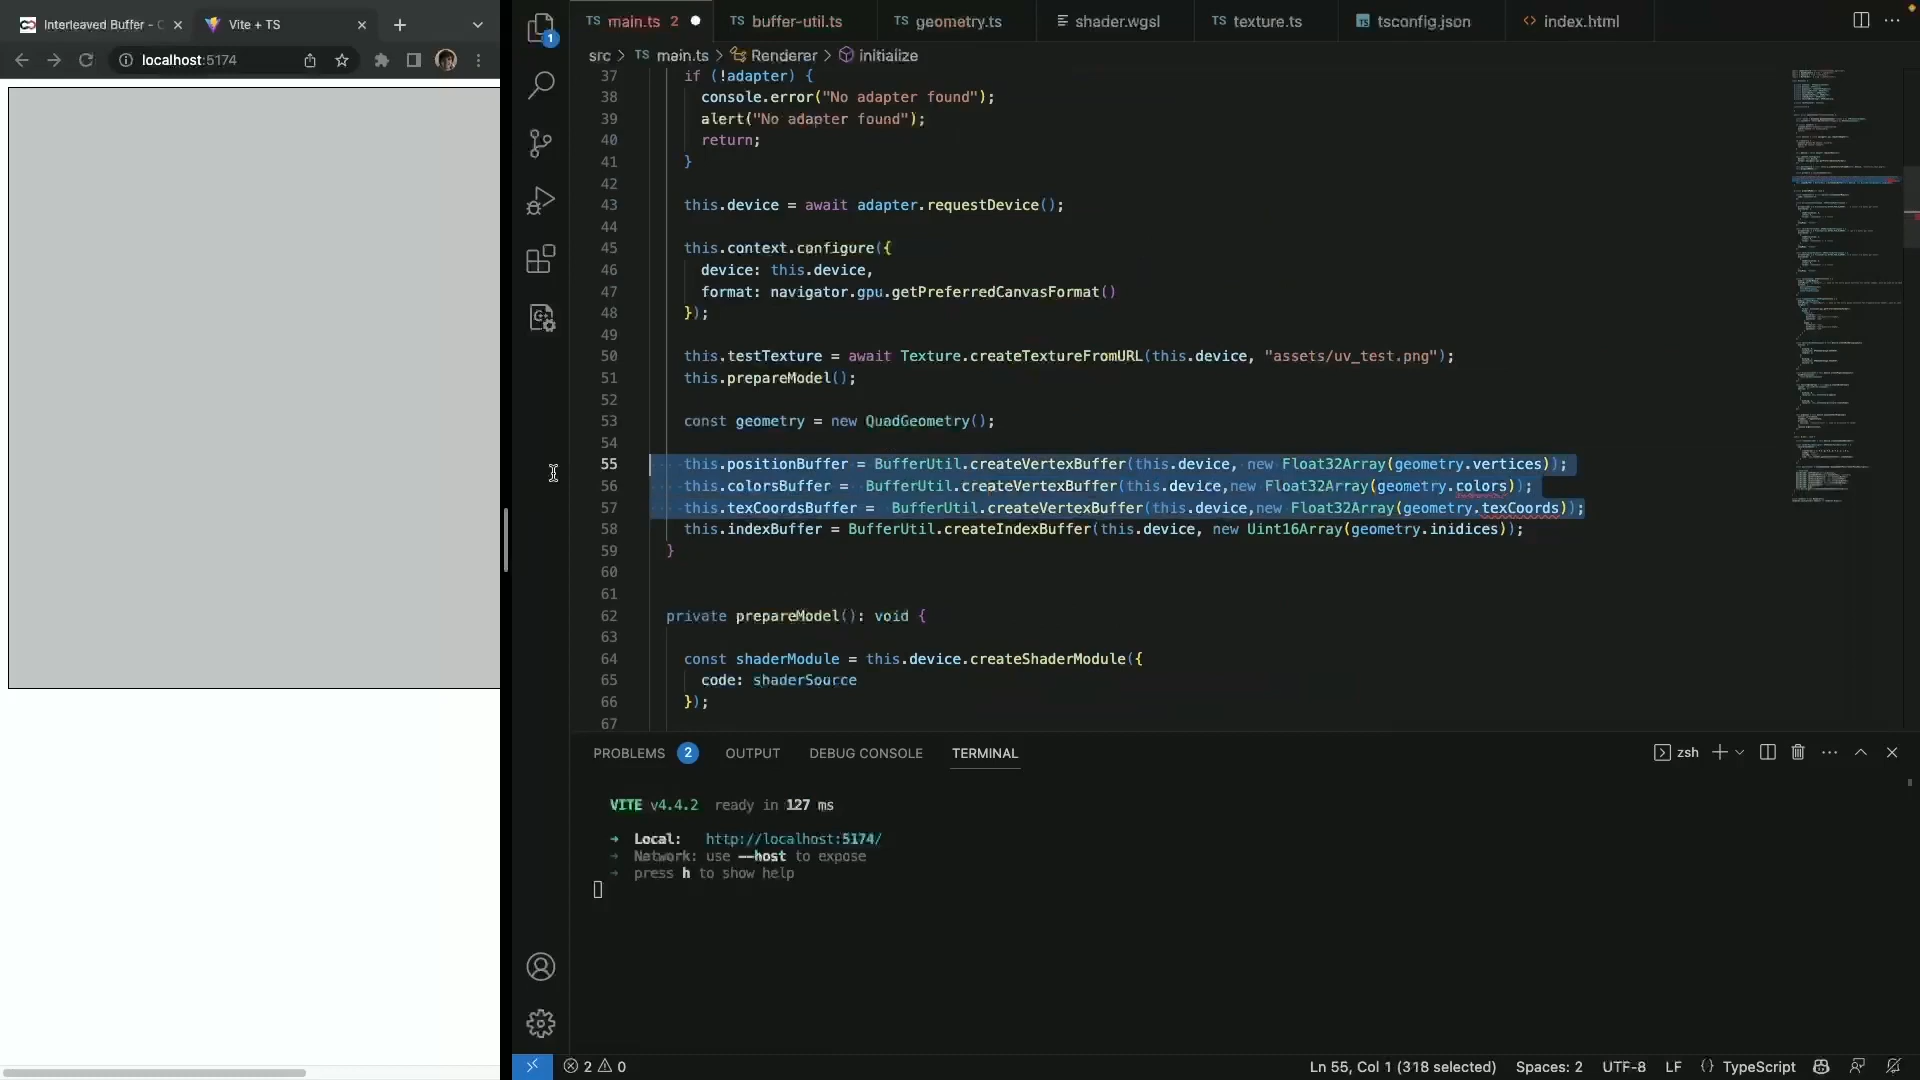 Interleaved Buffer - C
Vite + TS
localhost:5174
1
TS main.ts 2
TS buffer-util.ts
TS geometry.ts
shader.wgsl
TS texture.ts
TS tsconfig.json
<> index.html
src > TS main.ts > Renderer > initialize
37 if (!adapter) {
38 console.error("No adapter found");
39 alert("No adapter found");
40 return;
41 }
42
43 this.device = await adapter.requestDevice();
44
45 this.context.configure({
46 device: this.device,
47 format: navigator.gpu.getPreferredCanvasFormat()
48 });
49
50 this.testTexture = await Texture.createTextureFromURL(this.device, "assets/uv_test.png");
51 this.prepareModel();
52
53 const geometry = new QuadGeometry();
54
55 this.positionBuffer = BufferUtil.createVertexBuffer(this.device, new Float32Array(geometry.vertices));
56 this.colorsBuffer = BufferUtil.createVertexBuffer(this.device,new Float32Array(geometry.colors));
57 this.texCoordsBuffer = BufferUtil.createVertexBuffer(this.device,new Float32Array(geometry.texCoords));
58 this.indexBuffer = BufferUtil.createIndexBuffer(this.device, new Uint16Array(geometry.inidices));
59 }
60
61
62 private prepareModel(): void {
63
64 const shaderModule = this.device.createShaderModule({
65 code: shaderSource
66 });
67
PROBLEMS 2 OUTPUT DEBUG CONSOLE TERMINAL
zsh
VITE v4.4.2 ready in 127 ms
➜ Local: http://localhost:5174/
➜ Network: use --host to expose
➜ press h to show help
2 0
Ln 55, Col 1 (318 selected) Spaces: 2 UTF-8 LF {} TypeScript